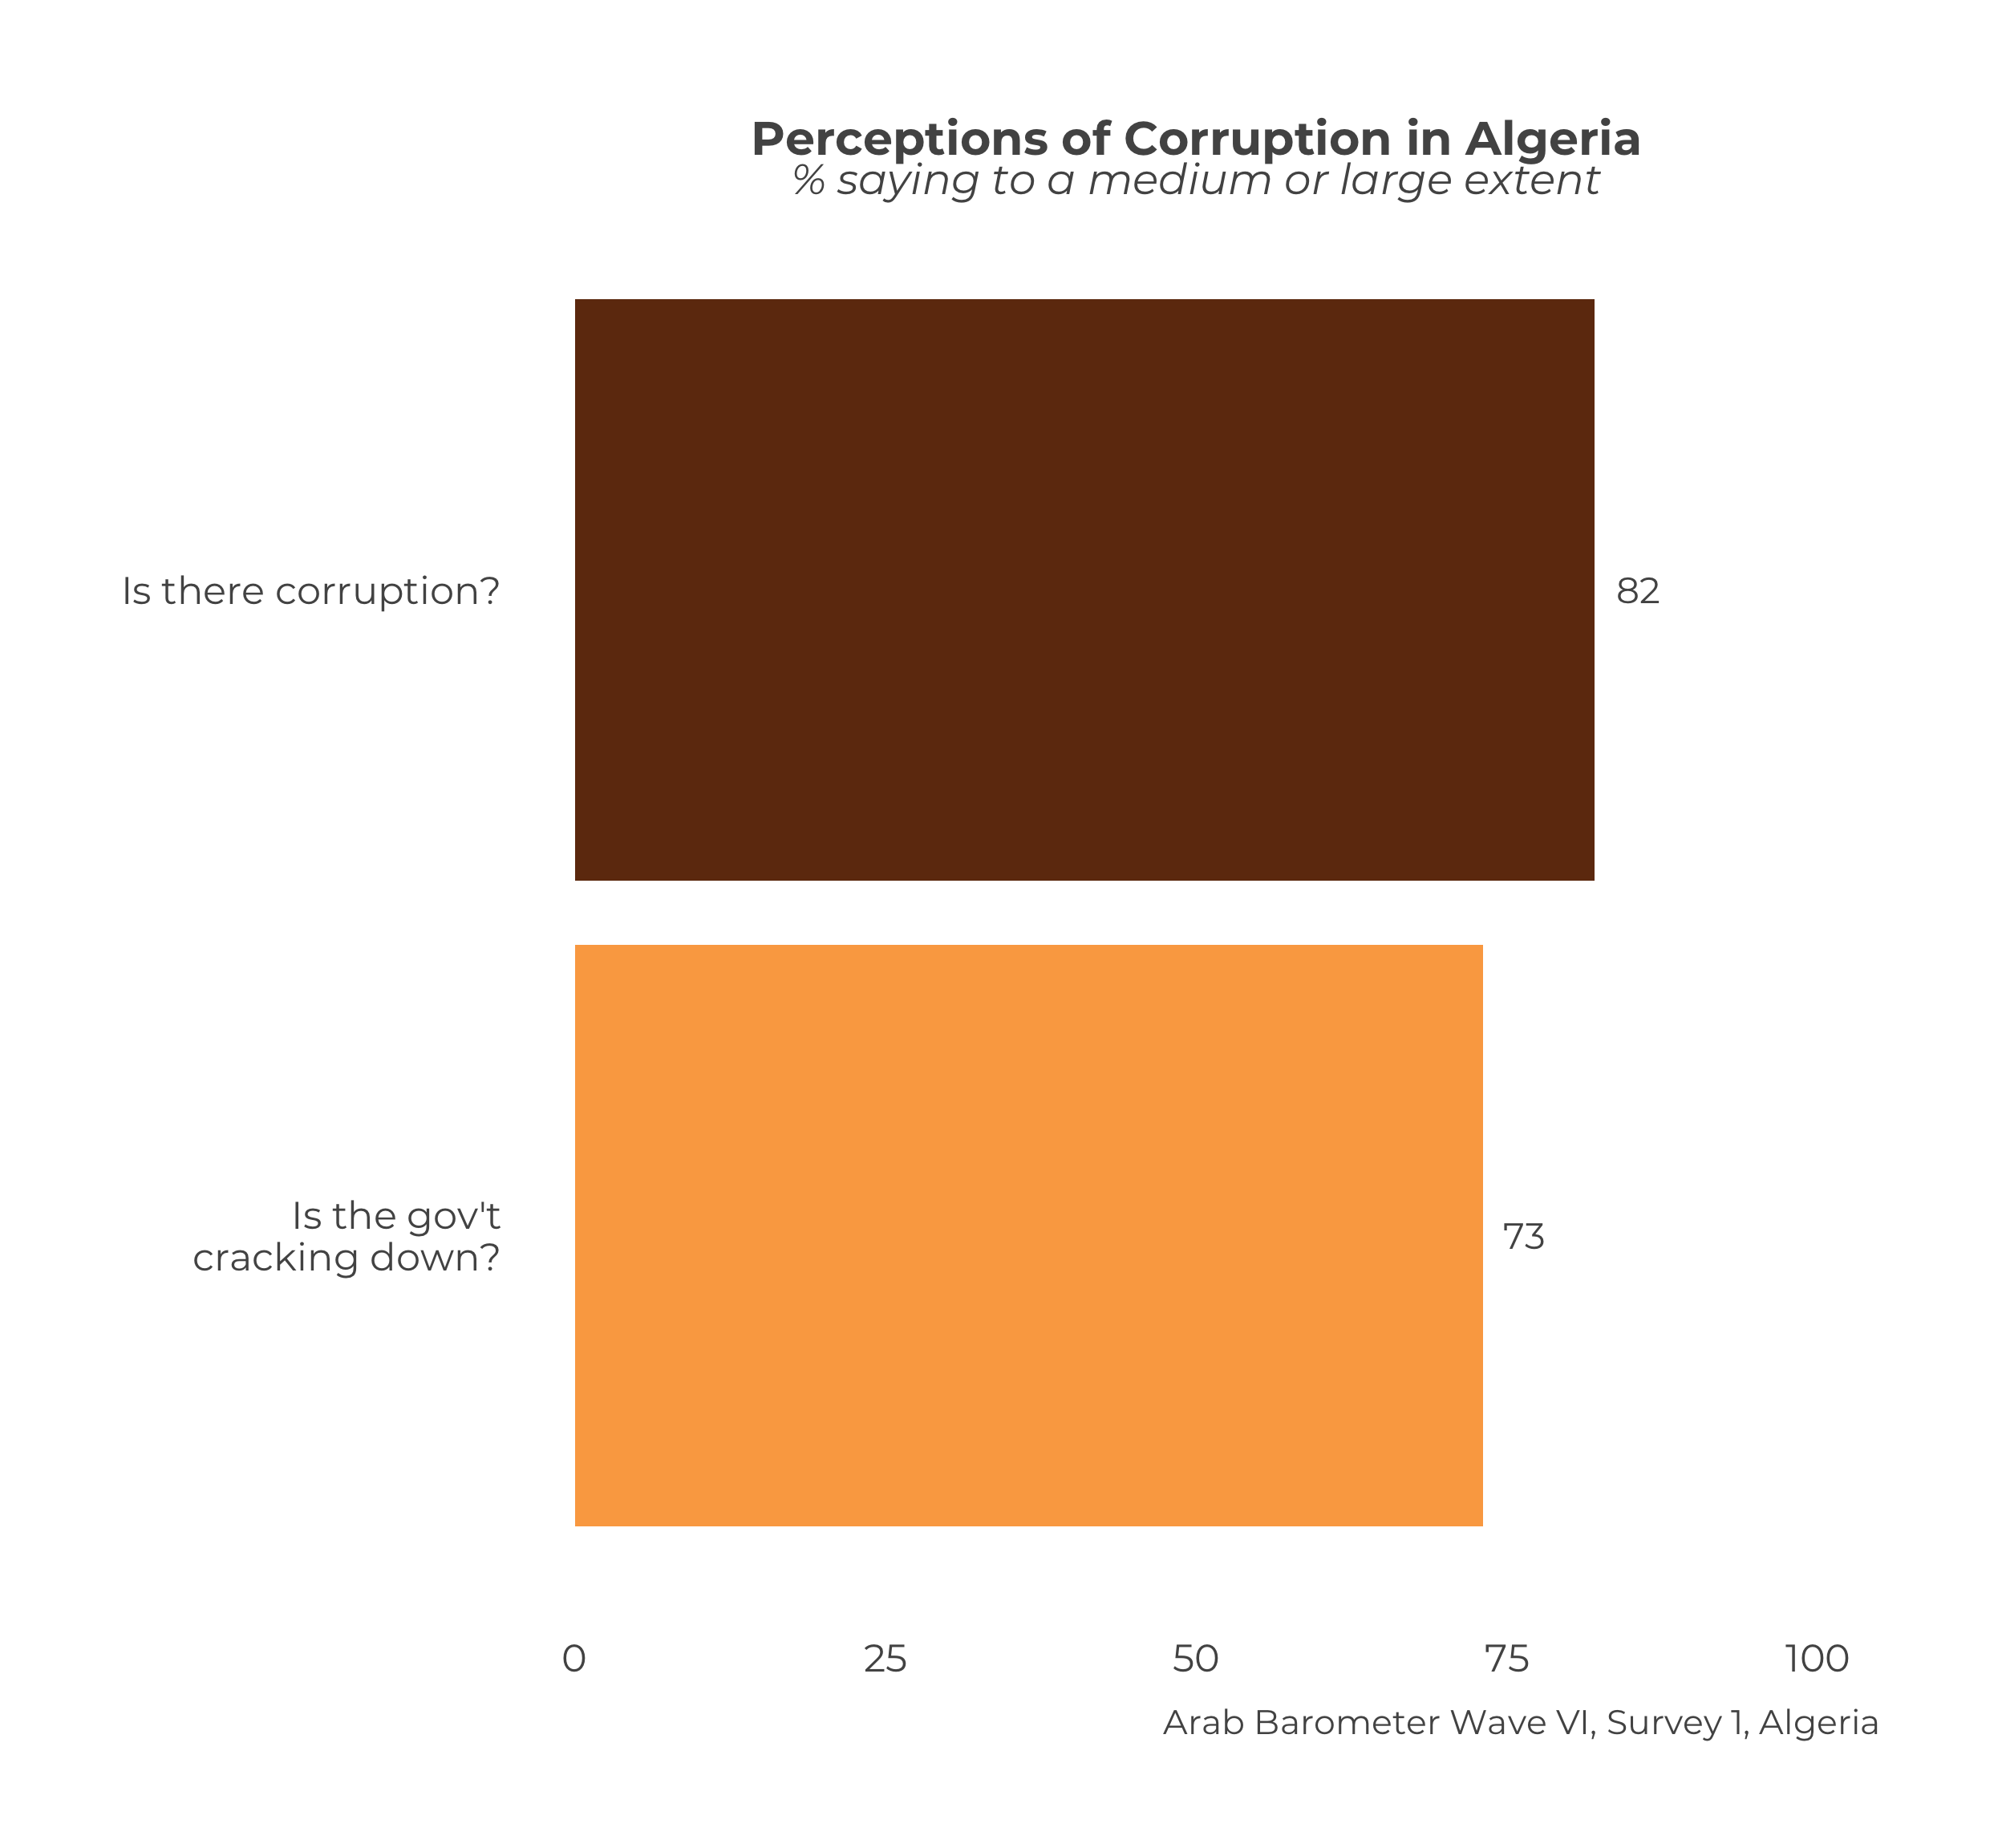 Perceptions of Corruption in Algeria
% saying to a medium or large extent
Is there corruption?
82
Is the gov't
cracking down?
73
0 25 50 75 100
Arab Barometer Wave VI, Survey 1, Algeria